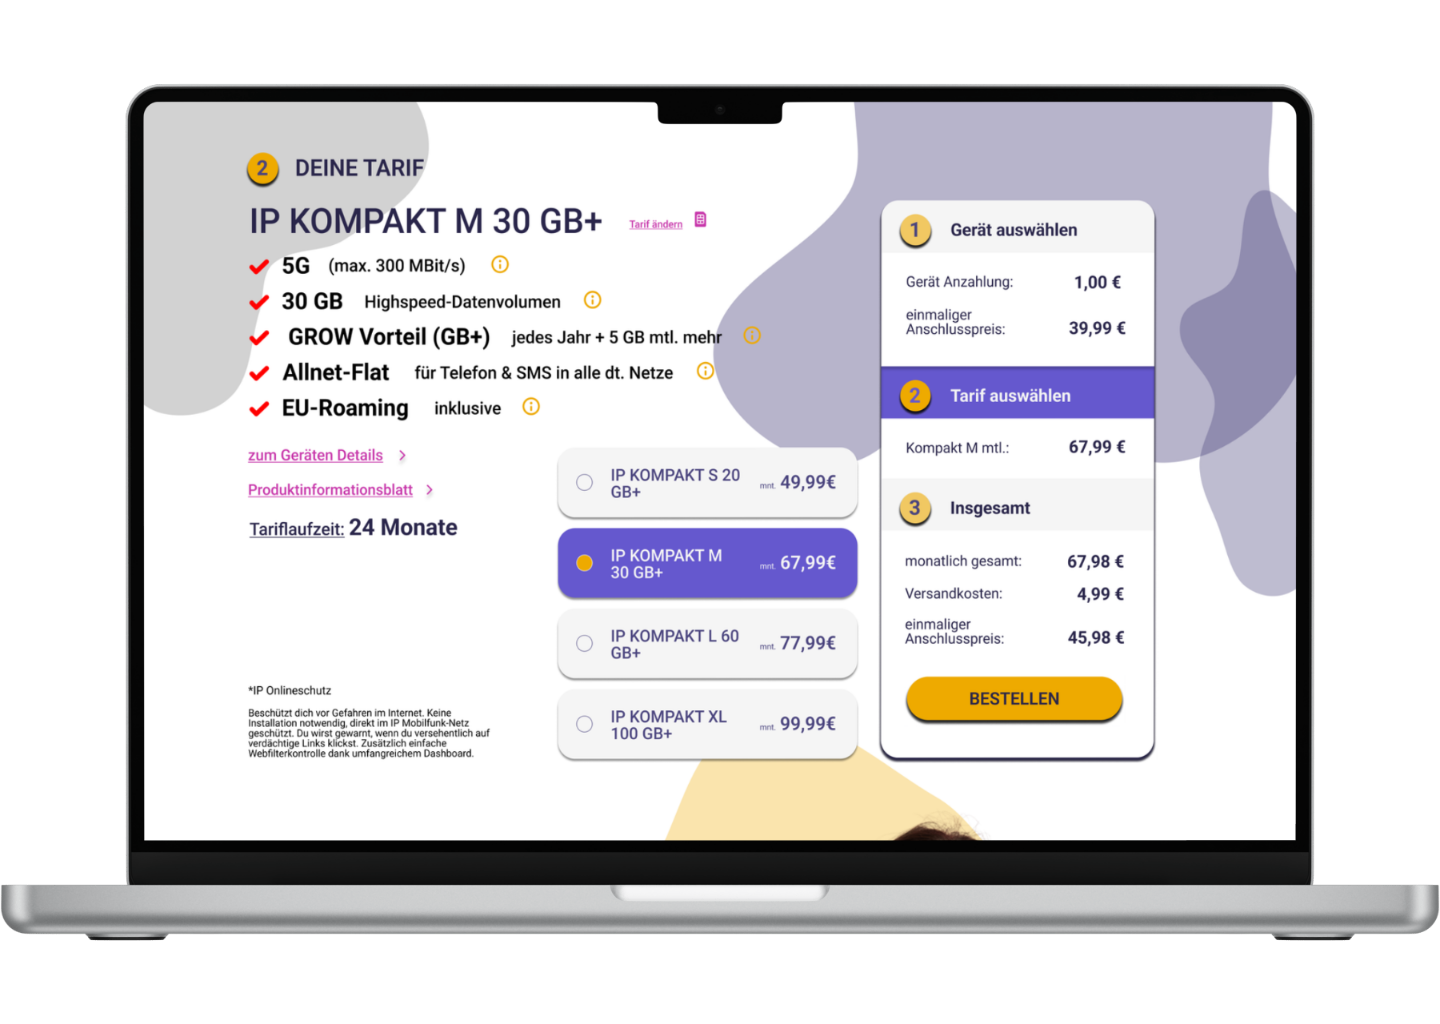 2 DEINE TARIF
IP KOMPAKT M 30 GB+ Tarif ändern
5G (max. 300 MBit/s)
30 GB Highspeed-Datenvolumen
GROW Vorteil (GB+) jedes Jahr + 5 GB mtl. mehr
Allnet-Flat für Telefon & SMS in alle dt. Netze
EU-Roaming inklusive
zum Geräten Details
Produktinformationsblatt
Tariflaufzeit: 24 Monate
*IP Onlineschutz
Beschützt dich vor Gefahren im Internet. Keine
Installation notwendig, direkt im IP Mobilfunk-Netz
geschützt. Du wirst gewarnt, wenn du versehentlich auf
verdächtige Links klickst. Zusätzlich einfache
Webfilterkontrolle dank umfangreichem Dashboard.
IP KOMPAKT S 20
GB+
mnt. 49,99€
IP KOMPAKT M
30 GB+
mnt. 67,99€
IP KOMPAKT L 60
GB+
mnt. 77,99€
IP KOMPAKT XL
100 GB+
mnt. 99,99€
1 Gerät auswählen
Gerät Anzahlung: 1,00 €
einmaliger
Anschlusspreis: 39,99 €
2 Tarif auswählen
Kompakt M mtl.: 67,99 €
3 Insgesamt
monatlich gesamt: 67,98 €
Versandkosten: 4,99 €
einmaliger
Anschlusspreis: 45,98 €
BESTELLEN